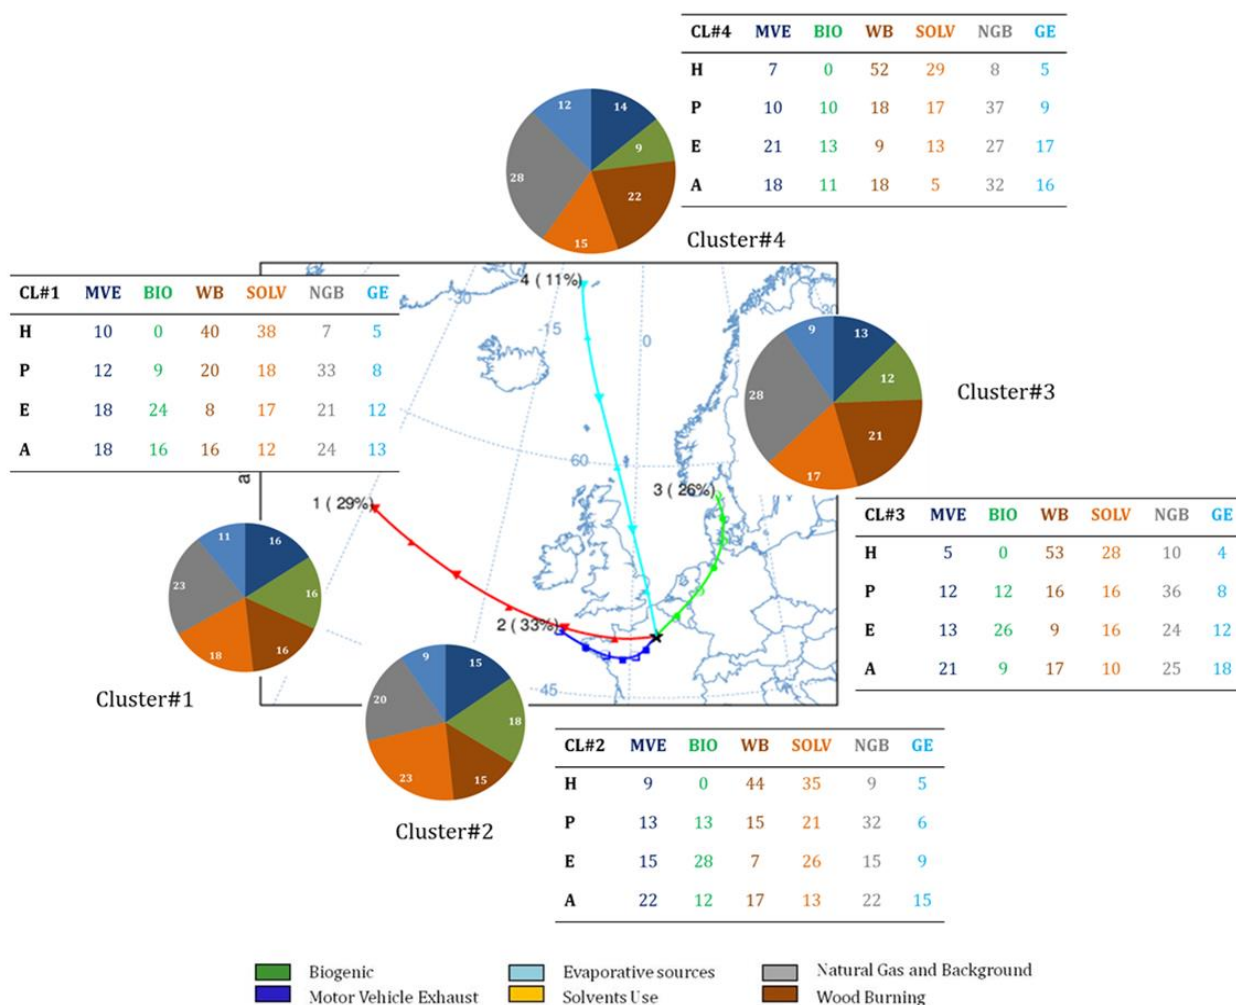 CL#4 MVE BIO WB SOLV NGB GE
H 7 0 52 29 8 5
P 10 10 18 17 37 9
E 21 13 9 13 27 17
A 18 11 18 5 32 16
12 14
9
28
22
15
Cluster#4
4 ( 11%)
-30
-15
0
30
CL#1 MVE BIO WB SOLV NGB GE
H 10 0 40 38 7 5
P 12 9 20 18 33 8
E 18 24 8 17 21 12
A 18 16 16 12 24 13
9 13
12
28
21
17
Cluster#3
60
a
1 ( 29%)
3 ( 26%)
CL#3 MVE BIO WB SOLV NGB GE
H 5 0 53 28 10 4
P 12 12 16 16 36 8
E 13 26 9 16 24 12
A 21 9 17 10 25 18
11 16
23 16
18 16
Cluster#1
2 ( 33%)
45
9 15
20 18
23 15
Cluster#2
CL#2 MVE BIO WB SOLV NGB GE
H 9 0 44 35 9 5
P 13 13 15 21 32 6
E 15 28 7 26 15 9
A 22 12 17 13 22 15
Biogenic Evaporative sources Natural Gas and Background
Motor Vehicle Exhaust Solvents Use Wood Burning